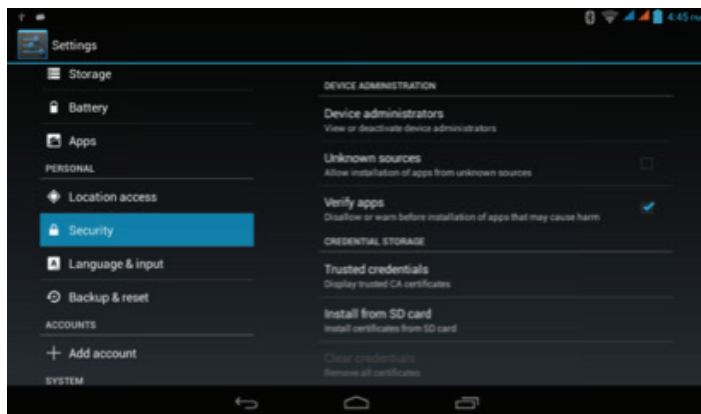 4:45 PM
Settings
Storage
Battery
Apps
PERSONAL
Location access
Security
Language & input
Backup & reset
ACCOUNTS
Add account
SYSTEM
DEVICE ADMINISTRATION
Device administrators
View or deactivate device administrators
Unknown sources
Allow installation of apps from unknown sources
Verify apps
Disallow or warn before installation of apps that may cause harm
CREDENTIAL STORAGE
Trusted credentials
Display trusted CA certificates
Install from SD card
Install certificates from SD card
Clear credentials
Remove all certificates